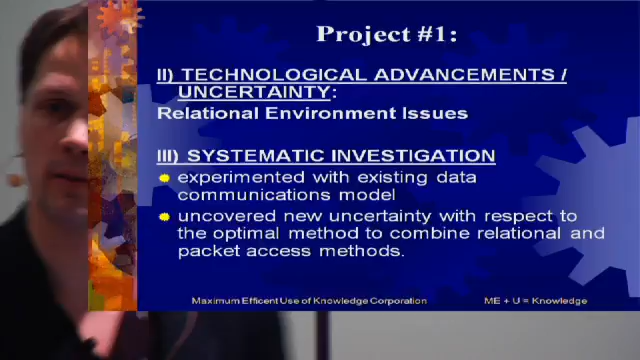 Project #1:
II) TECHNOLOGICAL ADVANCEMENTS /
UNCERTAINTY:
Relational Environment Issues
III) SYSTEMATIC INVESTIGATION
experimented with existing data
communications model
uncovered new uncertainty with respect to
the optimal method to combine relational and
packet access methods.
Maximum Efficent Use of Knowledge Corporation
ME + U = Knowledge